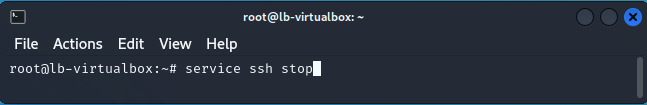 root@lb-virtualbox: ~
File Actions Edit View Help
root@lb-virtualbox:~# service ssh stop